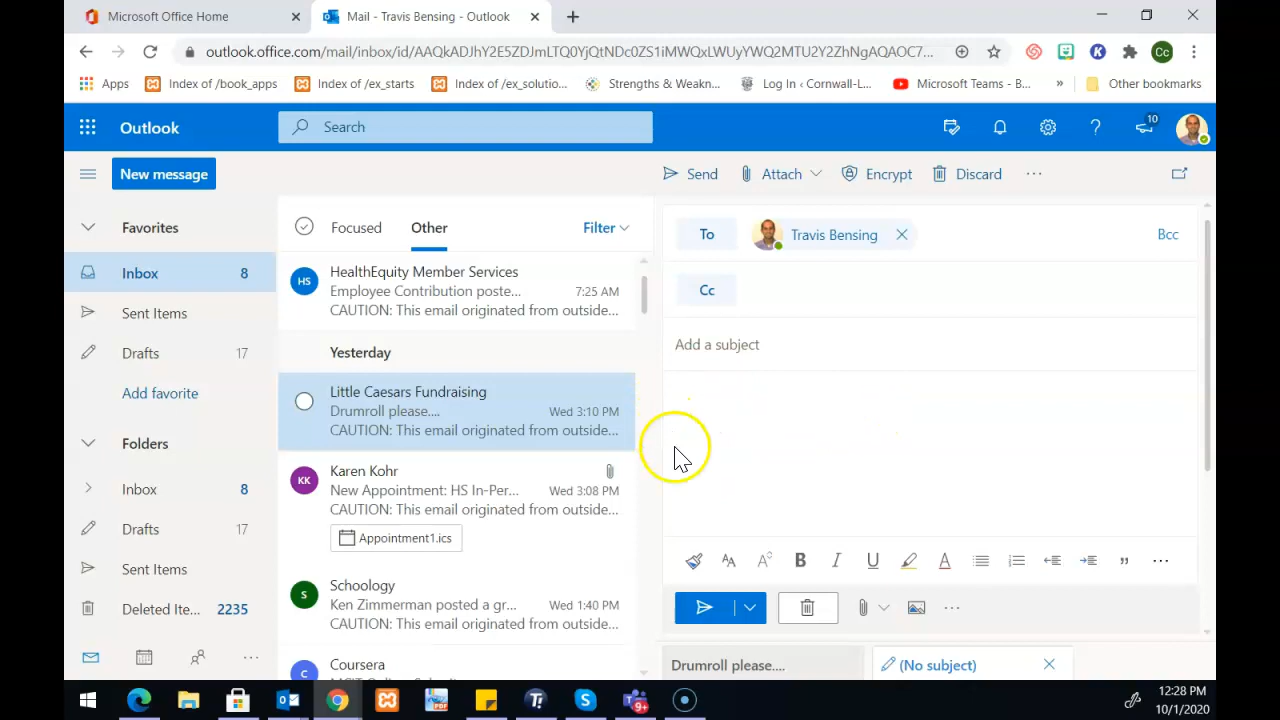 Microsoft Office Home
Mail - Travis Bensing - Outlook
outlook.office.com/mail/inbox/id/AAQkADJhY2E5ZDJmLTQ0YjQtNDc0ZS1iMWQxLWUyYWQ2MTU2Y2ZhNgAQAOC7...
Cc
Apps
Index of /book_apps
Index of /ex_starts
Index of /ex_solutio...
Strengths & Weakn...
Log In ‹ Cornwall-L...
Microsoft Teams - B...
»
Other bookmarks
Outlook
Search
10
New message
Send
Attach
Encrypt
Discard
Favorites
Focused
Other
Filter
To
Travis Bensing
Bcc
Inbox 8
HealthEquity Member Services
Employee Contribution poste... 7:25 AM
CAUTION: This email originated from outside...
HS
Cc
Sent Items
Add a subject
Drafts 17
Yesterday
Add favorite
Little Caesars Fundraising
Drumroll please.... Wed 3:10 PM
CAUTION: This email originated from outside...
Folders
Karen Kohr
KK
New Appointment: HS In-Per... Wed 3:08 PM
CAUTION: This email originated from outside...
Appointment1.ics
Inbox 8
Drafts 17
Sent Items
Deleted Ite... 2235
Schoology
S
Ken Zimmerman posted a gr... Wed 1:40 PM
CAUTION: This email originated from outside...
Coursera
C
Drumroll please....
(No subject)
12:28 PM
10/1/2020